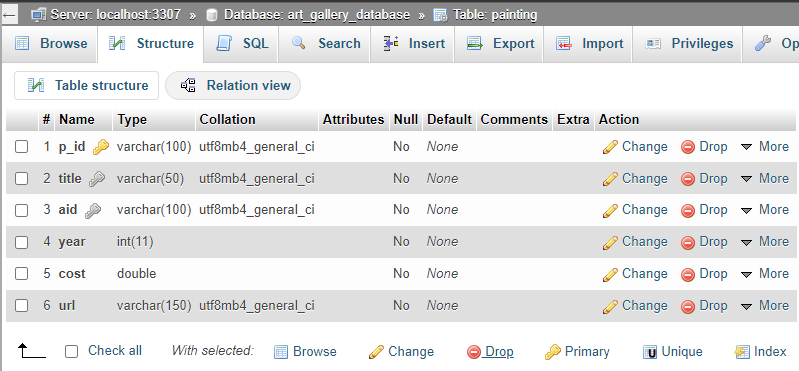 Server: localhost:3307 » Database: art_gallery_database » Table: painting
Browse Structure SQL Search Insert Export Import Privileges Op
Table structure Relation view
# Name Type Collation Attributes Null Default Comments Extra Action
1 p_id varchar(100) utf8mb4_general_ci No None Change Drop More
2 title varchar(50) utf8mb4_general_ci No None Change Drop More
3 aid varchar(100) utf8mb4_general_ci No None Change Drop More
4 year int(11) No None Change Drop More
5 cost double No None Change Drop More
6 url varchar(150) utf8mb4_general_ci No None Change Drop More
Check all With selected: Browse Change Drop Primary Unique Index